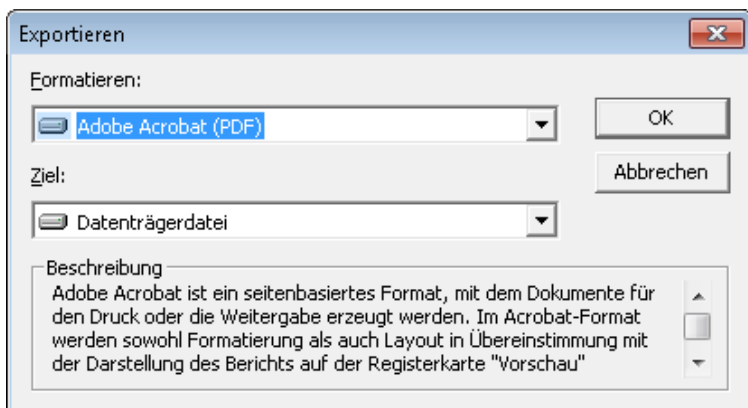 Exportieren
Formatieren:
Adobe Acrobat (PDF)
OK
Ziel:
Abbrechen
Datenträgerdatei
Beschreibung
Adobe Acrobat ist ein seitenbasiertes Format, mit dem Dokumente für
den Druck oder die Weitergabe erzeugt werden. Im Acrobat-Format
werden sowohl Formatierung als auch Layout in Übereinstimmung mit
der Darstellung des Berichts auf der Registerkarte "Vorschau"